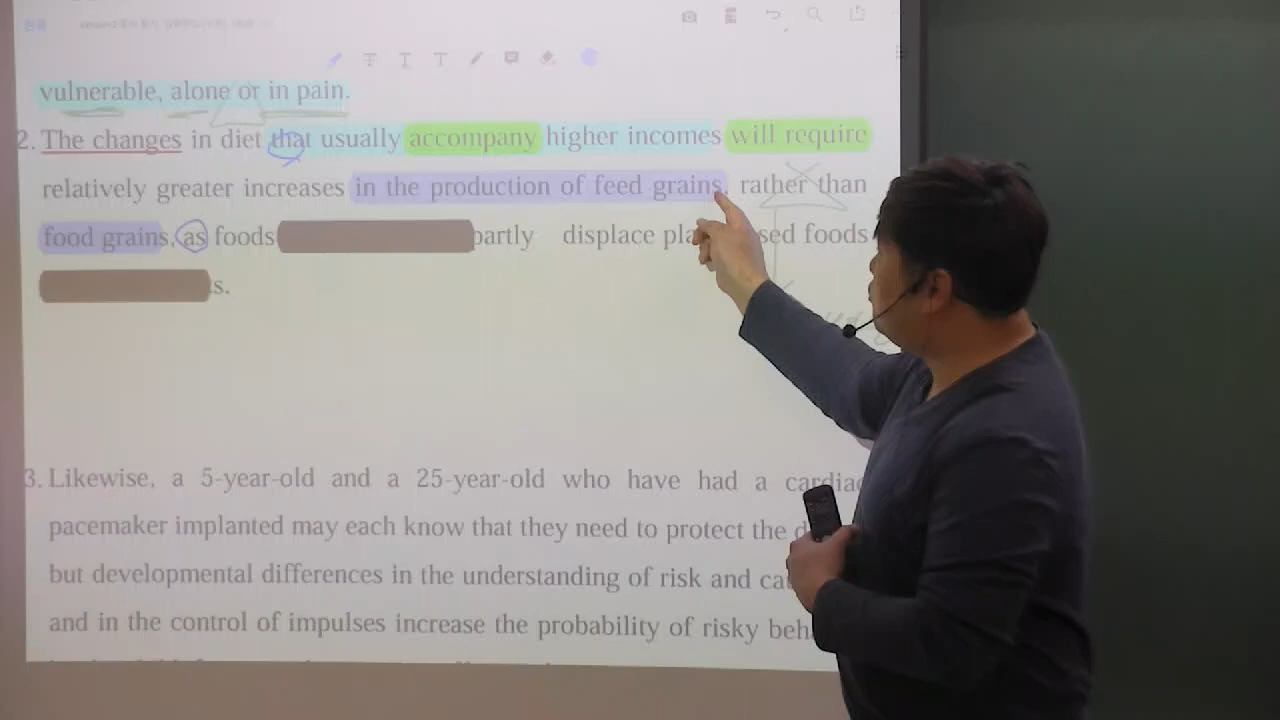 vulnerable, alone or in pain.
2. The changes in diet that usually accompany higher incomes will require
relatively greater increases in the production of feed grains, rather than
food grains, as foods partly displace foods
s.
3. Likewise, a 5-year-old and a 25-year-old who have had a cardiac
pacemaker implanted may each know that they need to protect the
but developmental differences in the understanding of risk and
and in the control of impulses increase the probability of risky